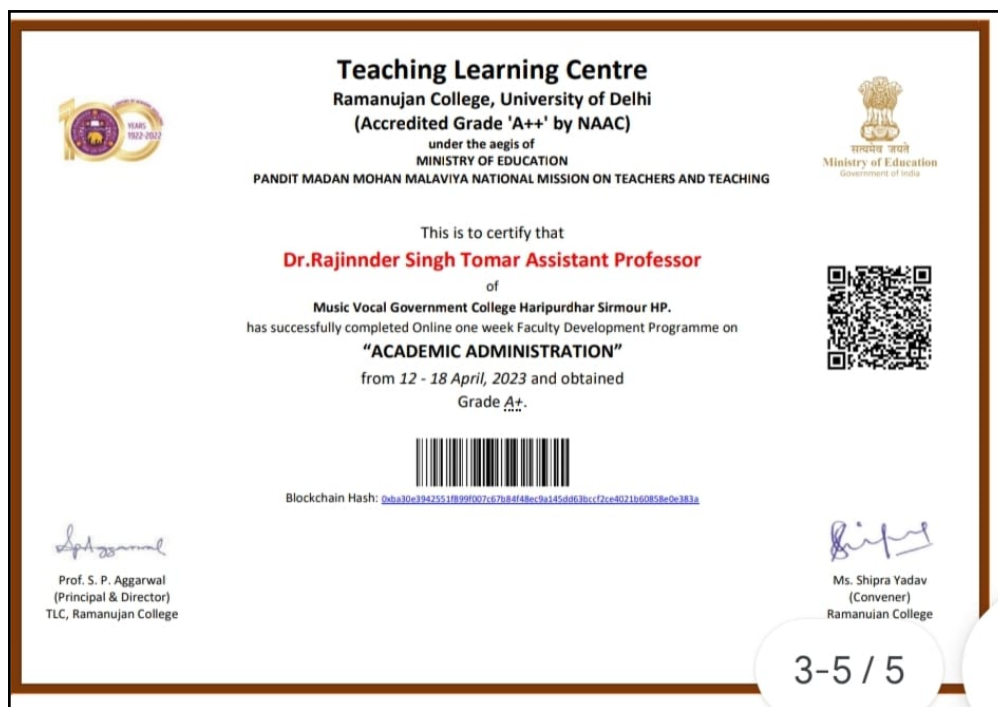 Teaching Learning Centre
Ramanujan College, University of Delhi
(Accredited Grade 'A++' by NAAC)
under the aegis of
MINISTRY OF EDUCATION
PANDIT MADAN MOHAN MALAVIYA NATIONAL MISSION ON TEACHERS AND TEACHING
YEARS
1922-2022
सत्यमेव जयते
Ministry of Education
Government of India
This is to certify that
Dr.Rajinnder Singh Tomar Assistant Professor
of
Music Vocal Government College Haripurdhar Sirmour HP.
has successfully completed Online one week Faculty Development Programme on
“ACADEMIC ADMINISTRATION”
from 12 - 18 April, 2023 and obtained
Grade A+.
Blockchain Hash: 0xba30e3942551f899f007c67b84f48ec9a145dd63bccf2ce4021b60858e0e383a
Prof. S. P. Aggarwal
(Principal & Director)
TLC, Ramanujan College
Ms. Shipra Yadav
(Convener)
Ramanujan College
3-5 / 5